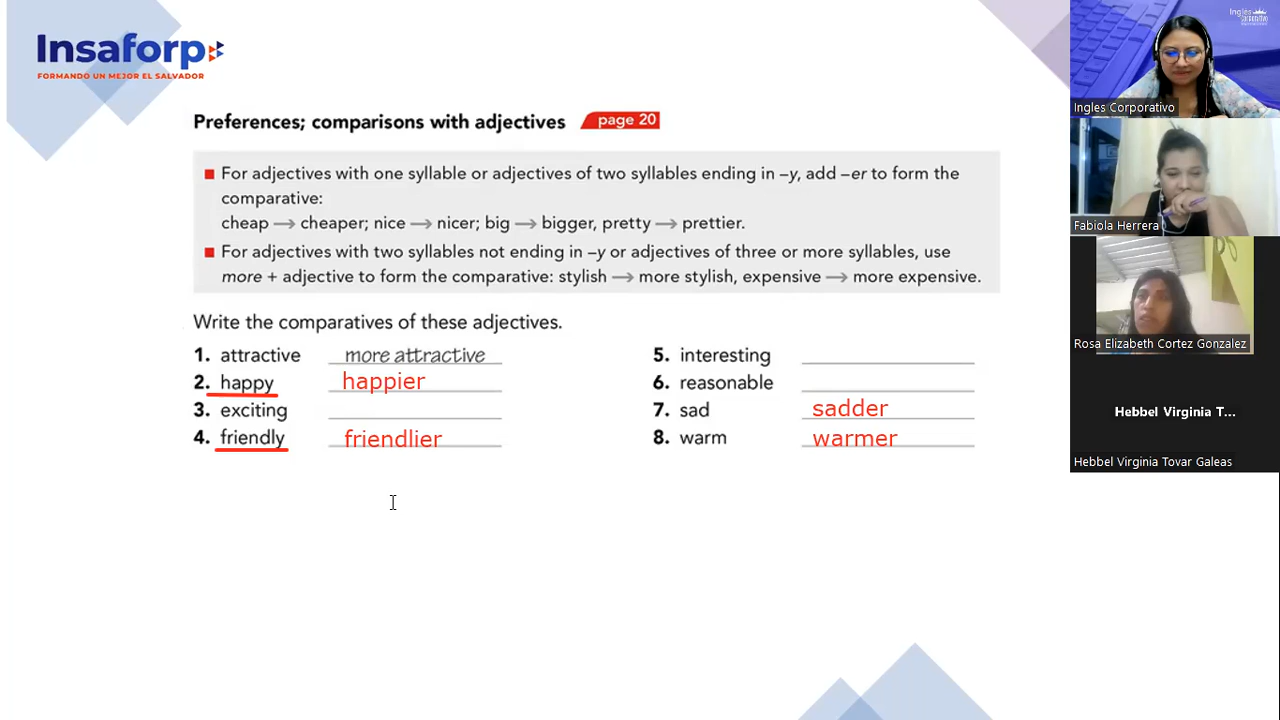 Insaforp
FORMANDO UN MEJOR EL SALVADOR
Preferences; comparisons with adjectives page 20
■ For adjectives with one syllable or adjectives of two syllables ending in –y, add –er to form the
comparative:
cheap → cheaper; nice → nicer; big → bigger, pretty → prettier.
■ For adjectives with two syllables not ending in –y or adjectives of three or more syllables, use
more + adjective to form the comparative: stylish → more stylish, expensive → more expensive.
Write the comparatives of these adjectives.
1. attractive more attractive
2. happy happier
3. exciting
4. friendly friendlier
5. interesting
6. reasonable
7. sad sadder
8. warm warmer
Ingles
Ingles Corporativo
Fabiola Herrera
Rosa Elizabeth Cortez Gonzalez
Hebbel Virginia T...
Hebbel Virginia Tovar Galeas